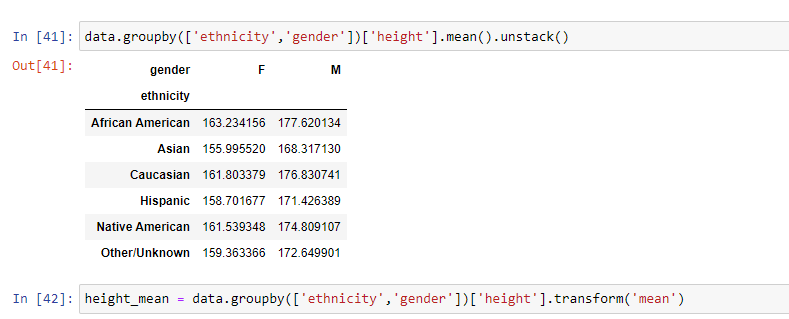 In [41]: data.groupby(['ethnicity','gender'])['height'].mean().unstack()
Out[41]:
gender F M
ethnicity
African American 163.234156 177.620134
Asian 155.995520 168.317130
Caucasian 161.803379 176.830741
Hispanic 158.701677 171.426389
Native American 161.539348 174.809107
Other/Unknown 159.363366 172.649901
In [42]: height_mean = data.groupby(['ethnicity','gender'])['height'].transform('mean')